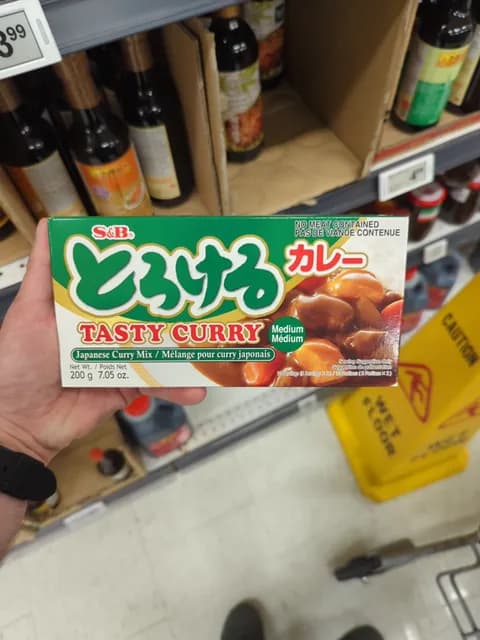 3.99
S&B
NO MEAT CONTAINED
PAS DE VIANDE CONTENUE
とろけるカレー
TASTY CURRY
Medium
Médium
Japanese Curry Mix / Mélange pour curry japonais
Net Wt. / Poids Net
200 g 7.05 oz.
CAUTION
WET
FLOOR